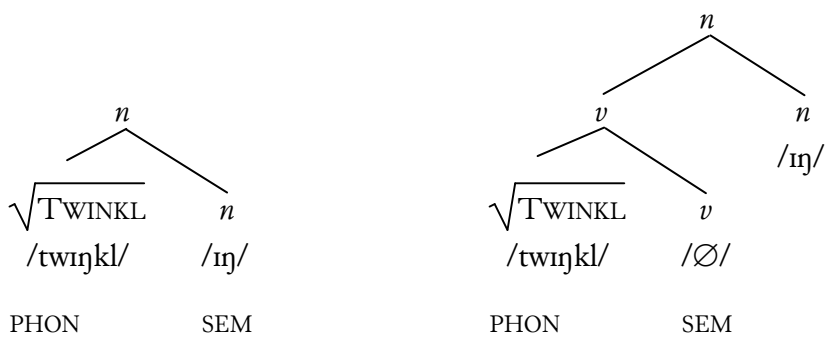 n
n v n
/ɪŋ/
√TWINKL n √TWINKL v
/twɪŋkl/ /ɪŋ/ /twɪŋkl/ /∅/
PHON SEM PHON SEM